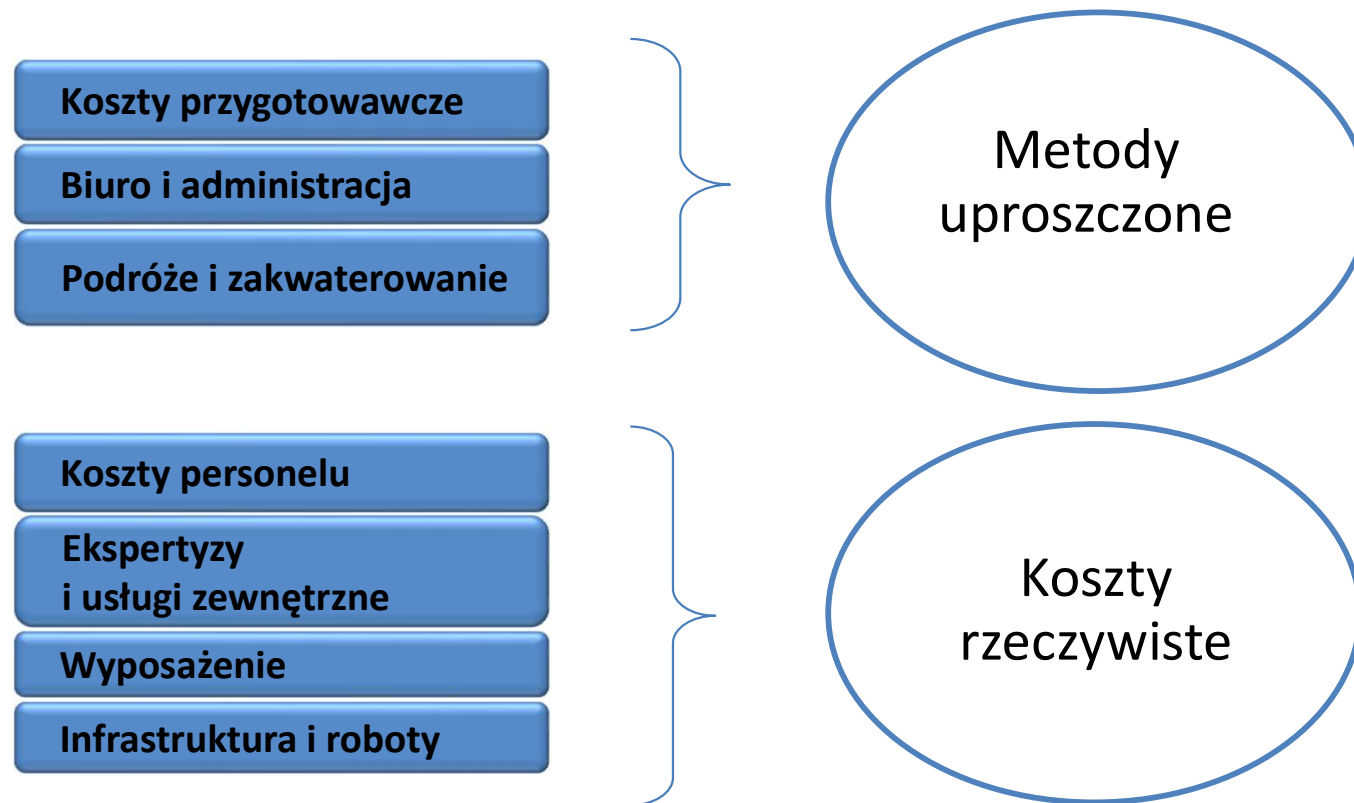 Koszty przygotowawcze
Biuro i administracja
Podróże i zakwaterowanie
Metody
uproszczone
Koszty personelu
Ekspertyzy
i usługi zewnętrzne
Wyposażenie
Infrastruktura i roboty
Koszty
rzeczywiste